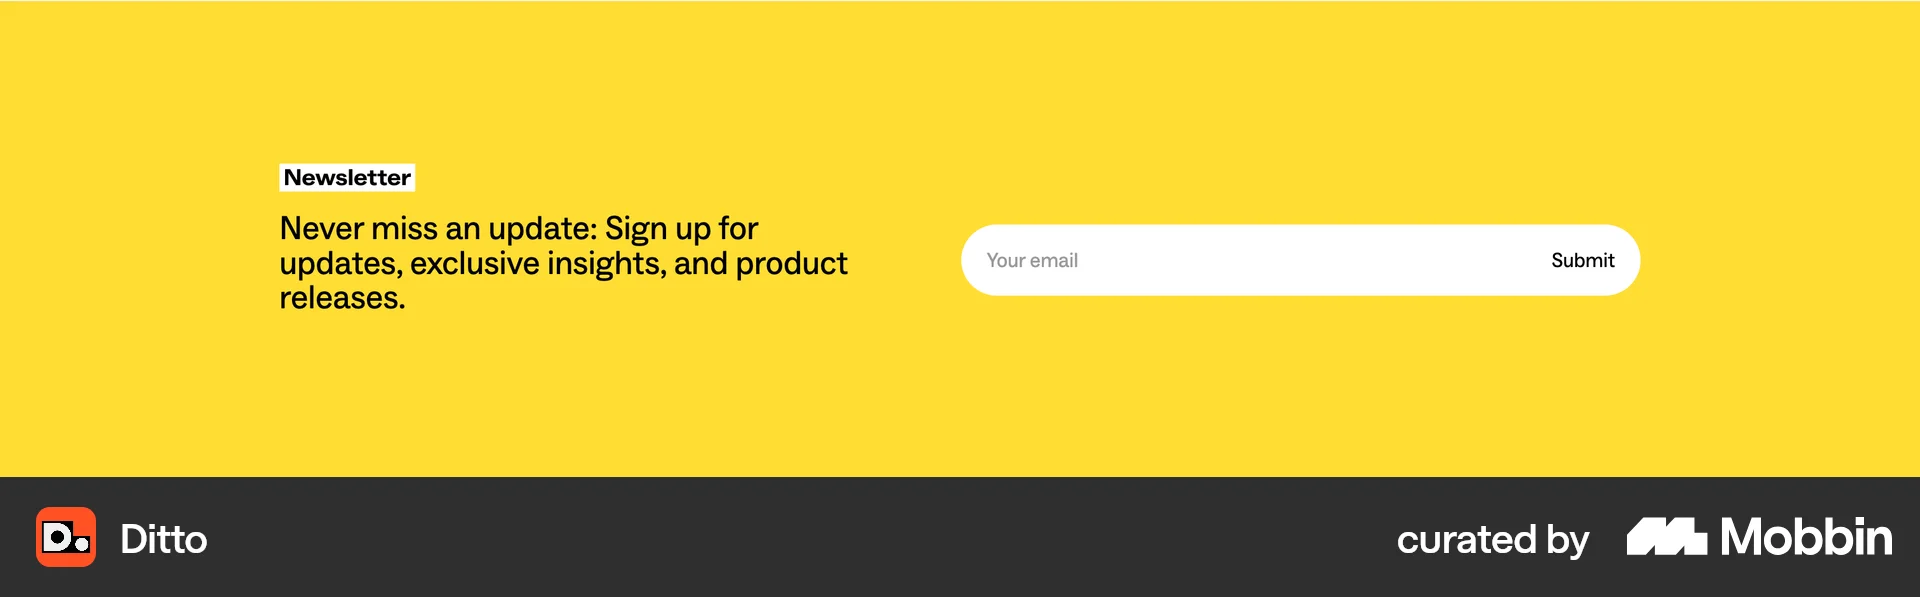 Newsletter
Never miss an update: Sign up for
updates, exclusive insights, and product
releases.
Your email
Submit
D.
Ditto
curated by
Mobbin